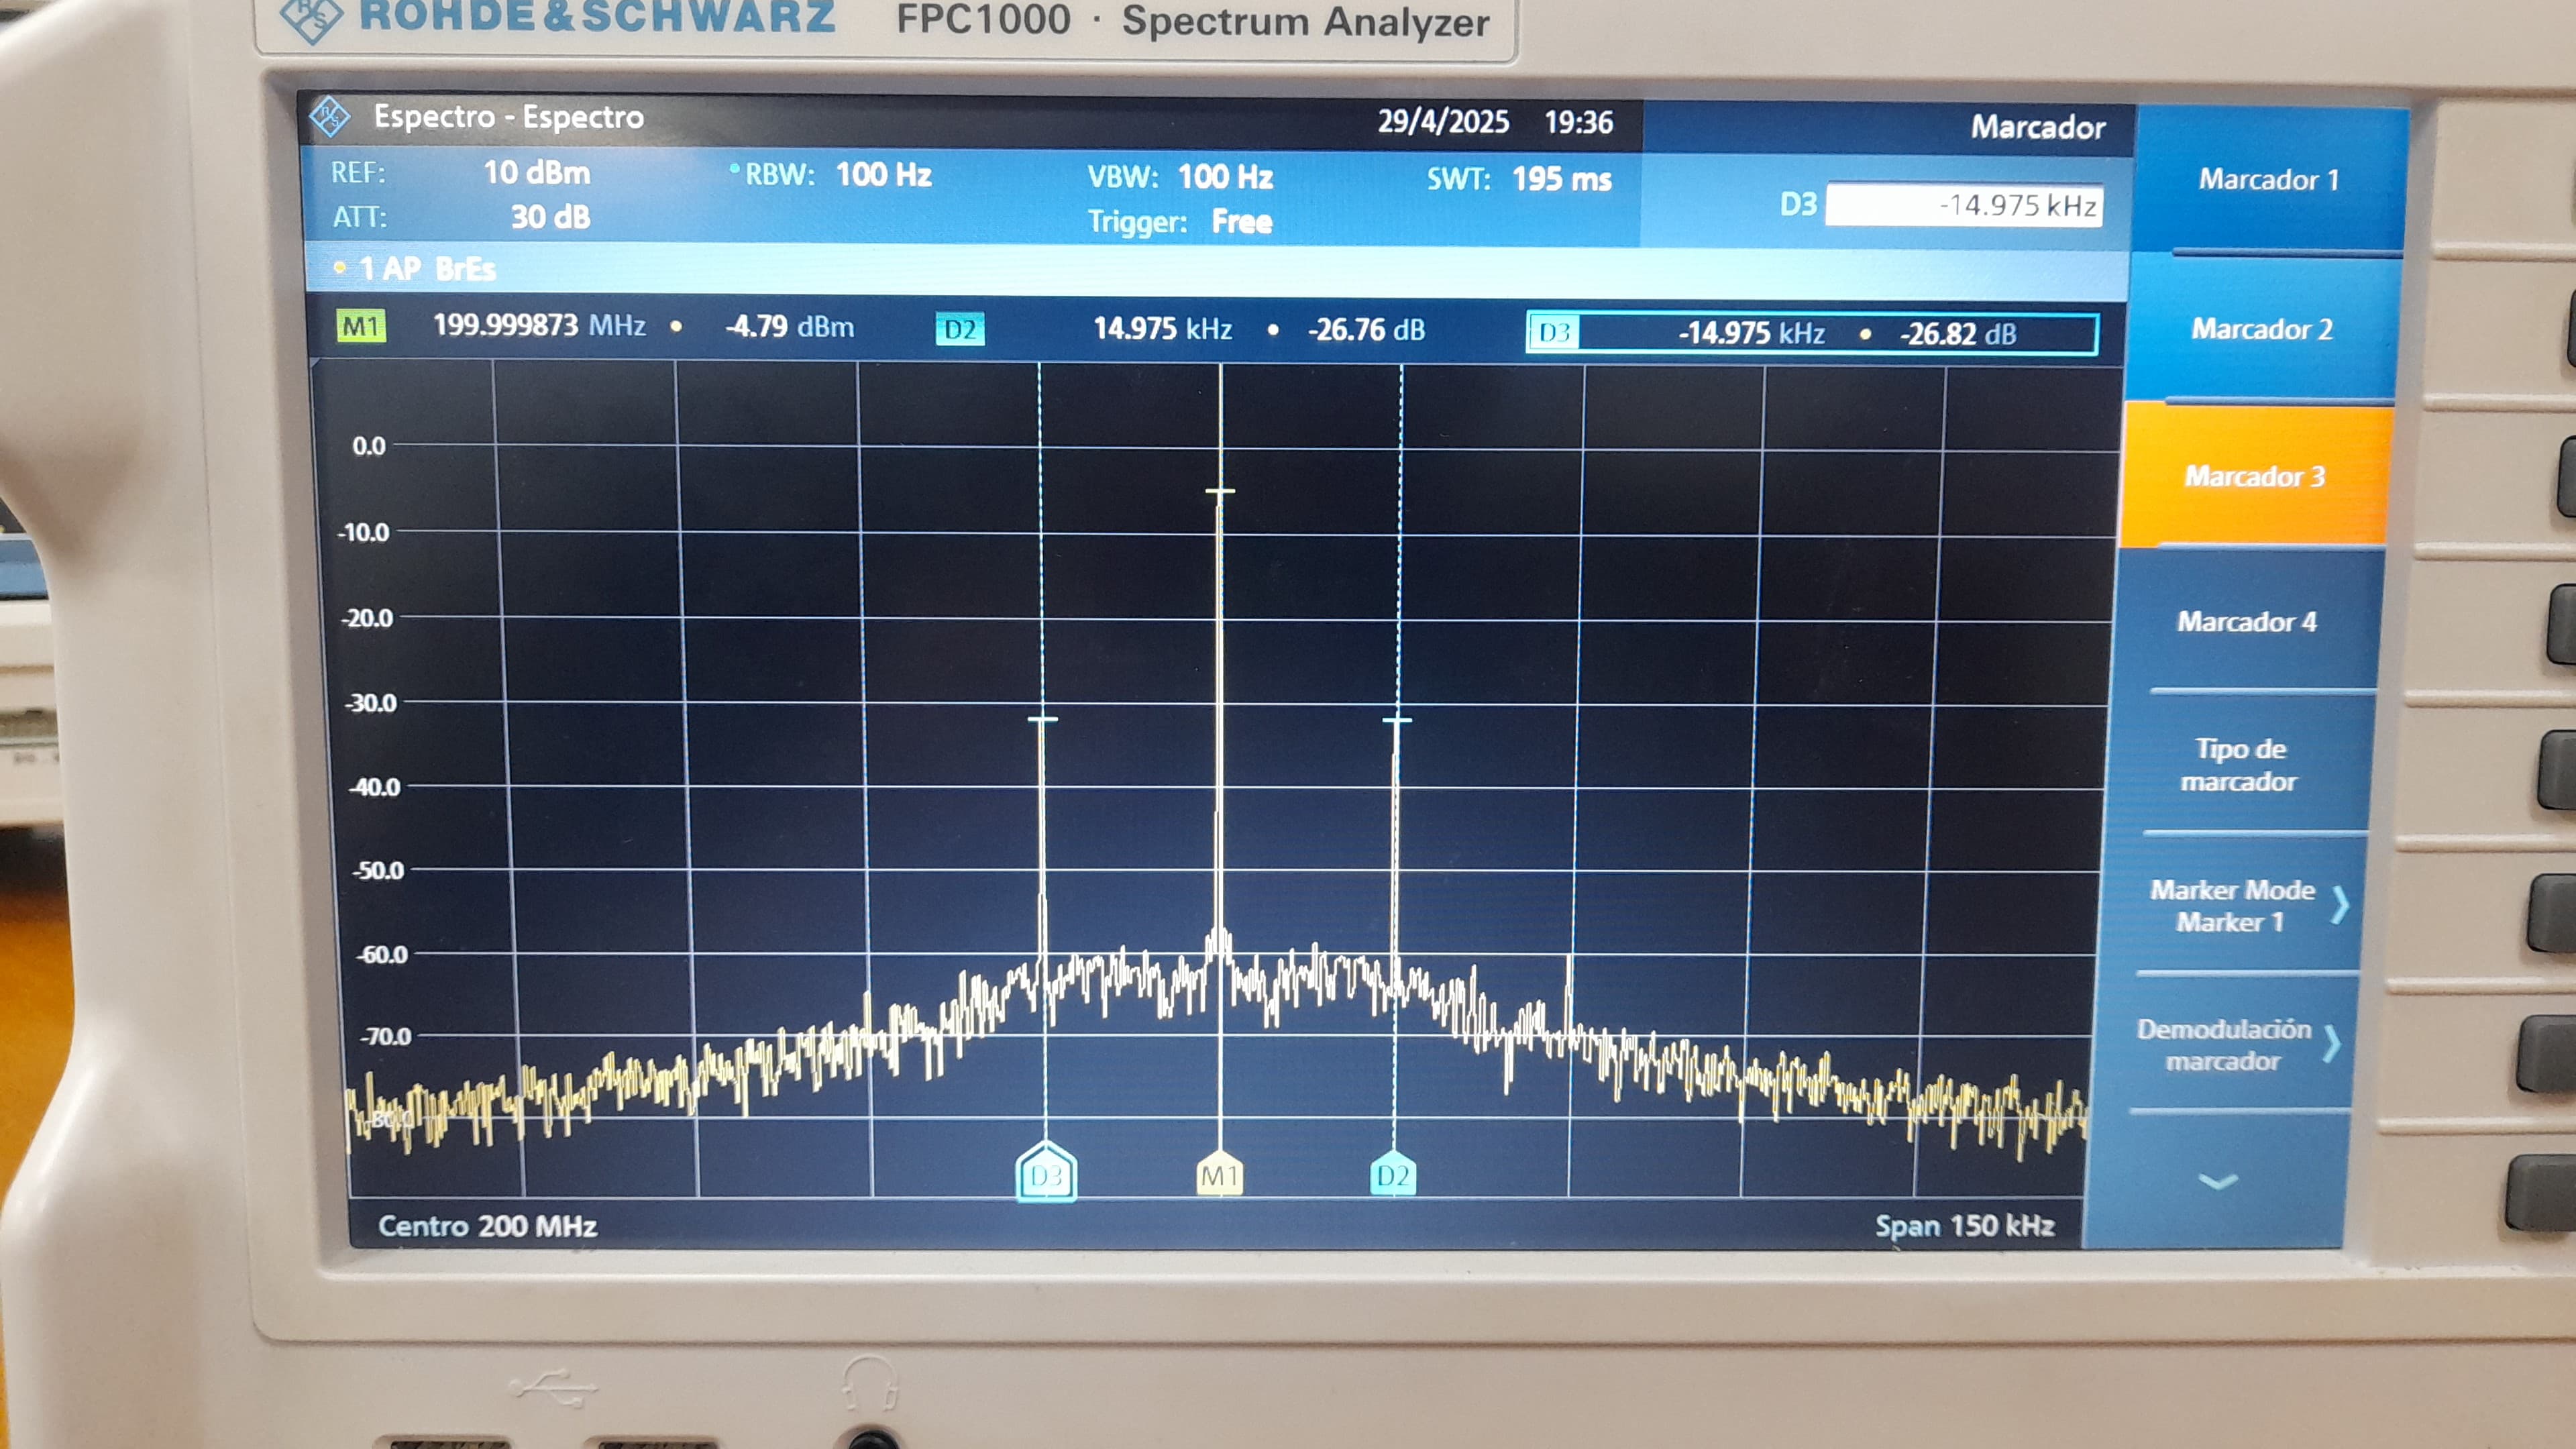 ROHDE&SCHWARZ FPC1000 · Spectrum Analyzer
Espectro - Espectro 29/4/2025 19:36 Marcador
REF: 10 dBm RBW: 100 Hz VBW: 100 Hz SWT: 195 ms
ATT: 30 dB Trigger: Free
D3 -14.975 kHz
1 AP BrEs
M1 199.999873 MHz • -4.79 dBm D2 14.975 kHz • -26.76 dB D3 -14.975 kHz • -26.82 dB
0.0
-10.0
-20.0
-30.0
-40.0
-50.0
-60.0
-70.0
-80.0
D3 M1 D2
Centro 200 MHz Span 150 kHz
Marcador 1
Marcador 2
Marcador 3
Marcador 4
Tipo de
marcador
Marker Mode
Marker 1
Demodulación
marcador